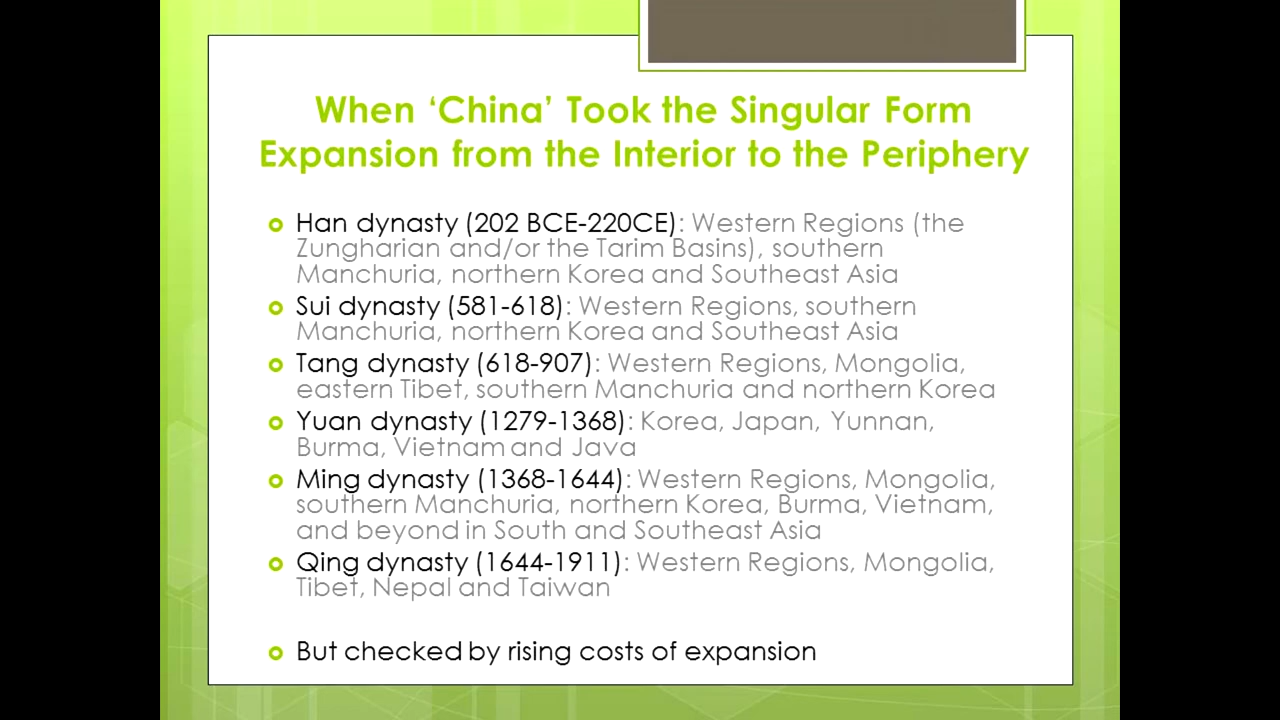 When ‘China’ Took the Singular Form
Expansion from the Interior to the Periphery
Han dynasty (202 BCE-220CE): Western Regions (the
Zungharian and/or the Tarim Basins), southern
Manchuria, northern Korea and Southeast Asia
Sui dynasty (581-618): Western Regions, southern
Manchuria, northern Korea and Southeast Asia
Tang dynasty (618-907): Western Regions, Mongolia,
eastern Tibet, southern Manchuria and northern Korea
Yuan dynasty (1279-1368): Korea, Japan, Yunnan,
Burma, Vietnam and Java
Ming dynasty (1368-1644): Western Regions, Mongolia,
southern Manchuria, northern Korea, Burma, Vietnam,
and beyond in South and Southeast Asia
Qing dynasty (1644-1911): Western Regions, Mongolia,
Tibet, Nepal and Taiwan
But checked by rising costs of expansion